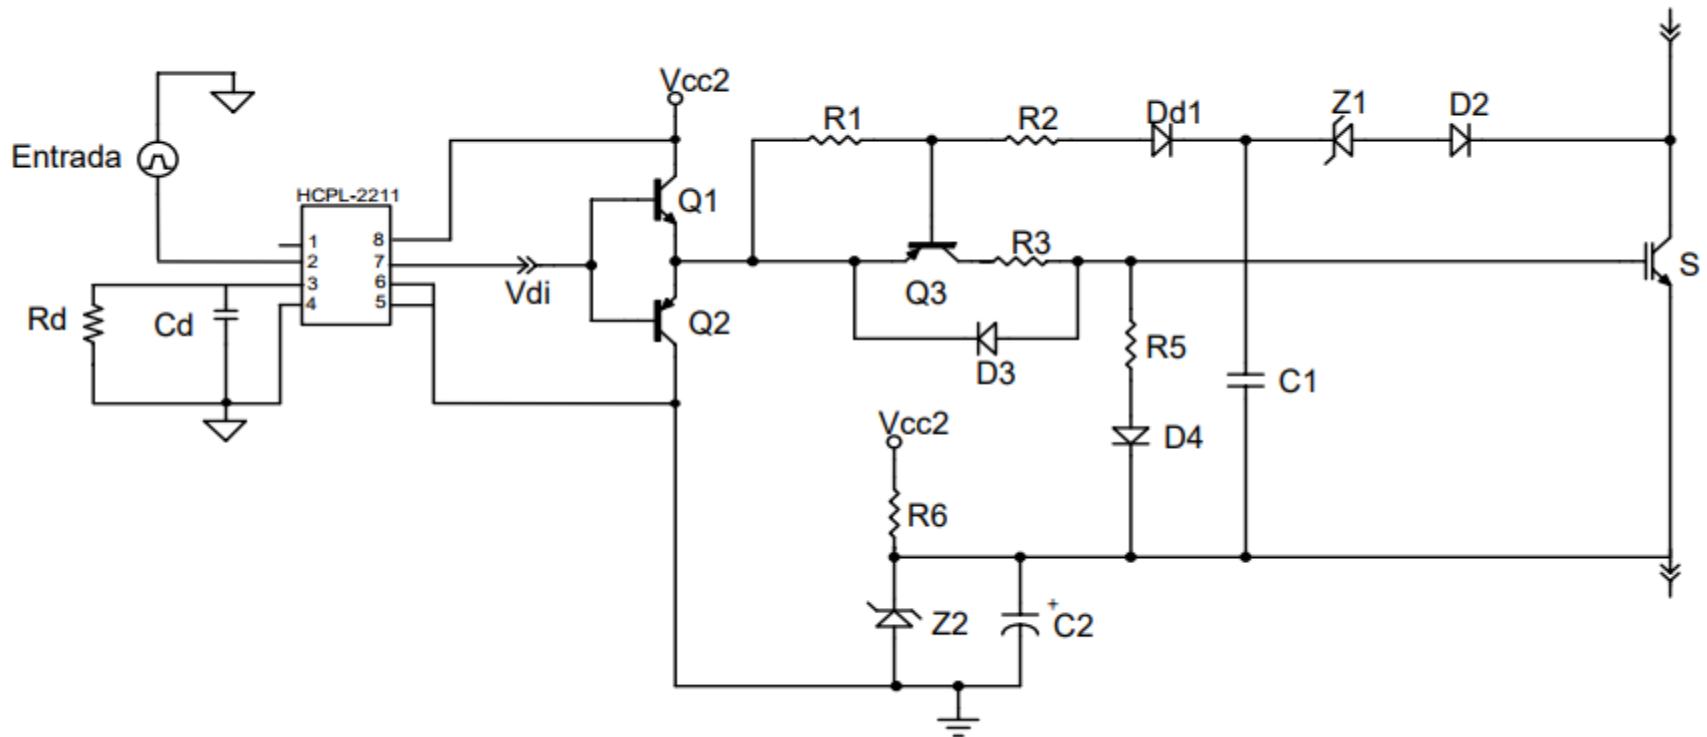 Vcc2
R1
R2
Dd1
Z1
D2
Entrada
HCPL-2211
Q1
1
8
2
7
3
6
4
5
Vdi
R3
S
Q3
Rd
Cd
Q2
D3
R5
C1
Vcc2
D4
R6
Z2
+
C2